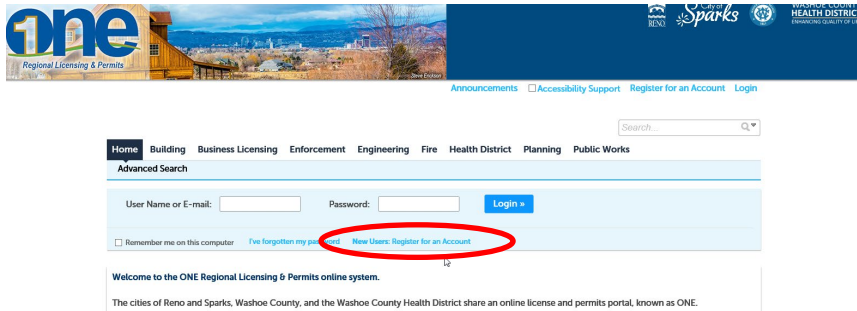 one
Regional Licensing & Permits
Steve Erickson
RENO
City of
Sparks
WASHOE COUNTY
HEALTH DISTRICT
ENHANCING QUALITY OF LI
Announcements Accessibility Support Register for an Account Login
Search...
Home Building Business Licensing Enforcement Engineering Fire Health District Planning Public Works
Advanced Search
User Name or E-mail: Password: Login »
Remember me on this computer I've forgotten my password New Users: Register for an Account
Welcome to the ONE Regional Licensing & Permits online system.
The cities of Reno and Sparks, Washoe County, and the Washoe County Health District share an online license and permits portal, known as ONE.